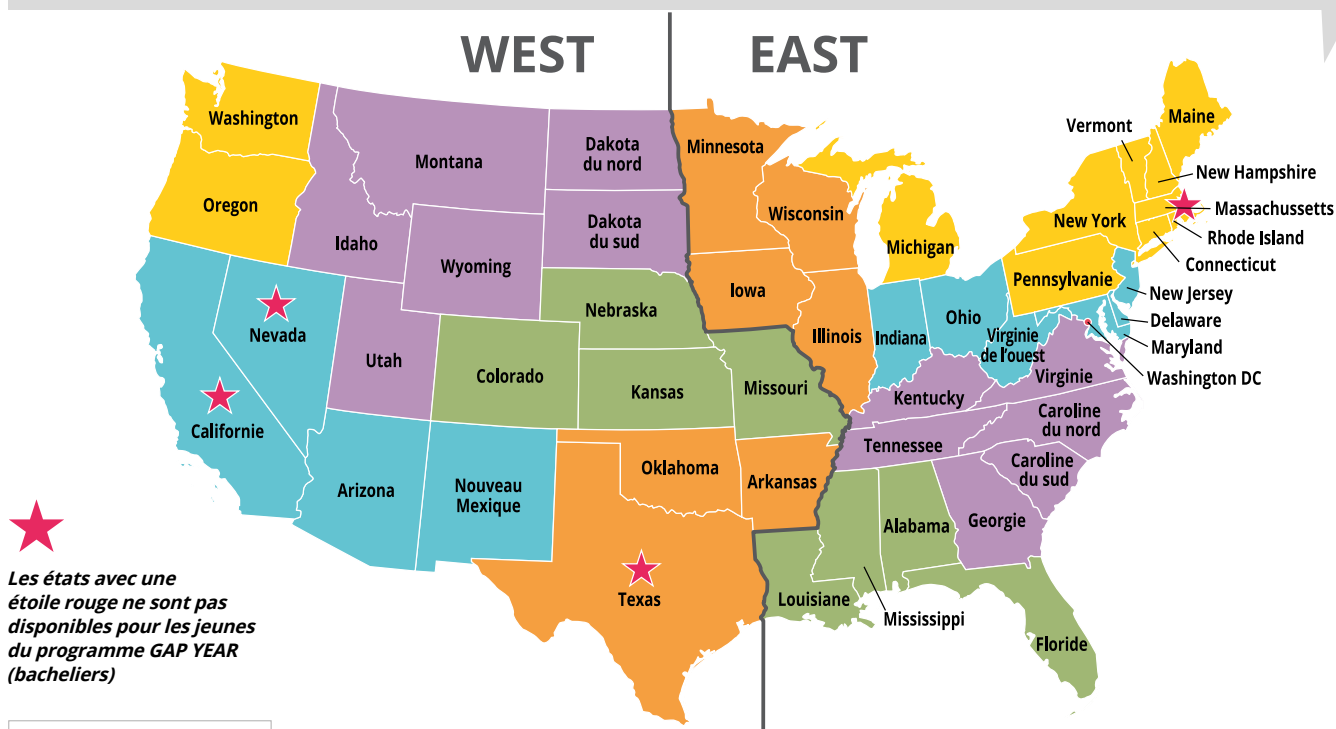 WEST
EAST
Washington
Oregon
Montana
Idaho
Wyoming
Dakota
du nord
Dakota
du sud
Nebraska
Nevada
Utah
Colorado
Kansas
Californie
Arizona
Nouveau
Mexique
Oklahoma
Texas
Minnesota
Wisconsin
Michigan
Iowa
Illinois
Indiana
Ohio
Missouri
Arkansas
Louisiane
Mississippi
Alabama
Georgie
Floride
Kentucky
Tennessee
Virginie
de l'ouest
Virginie
Caroline
du nord
Caroline
du sud
Pennsylvanie
New York
Vermont
Maine
New Hampshire
Massachussetts
Rhode Island
Connecticut
New Jersey
Delaware
Maryland
Washington DC
Les états avec une
étoile rouge ne sont pas
disponibles pour les jeunes
du programme GAP YEAR
(bacheliers)